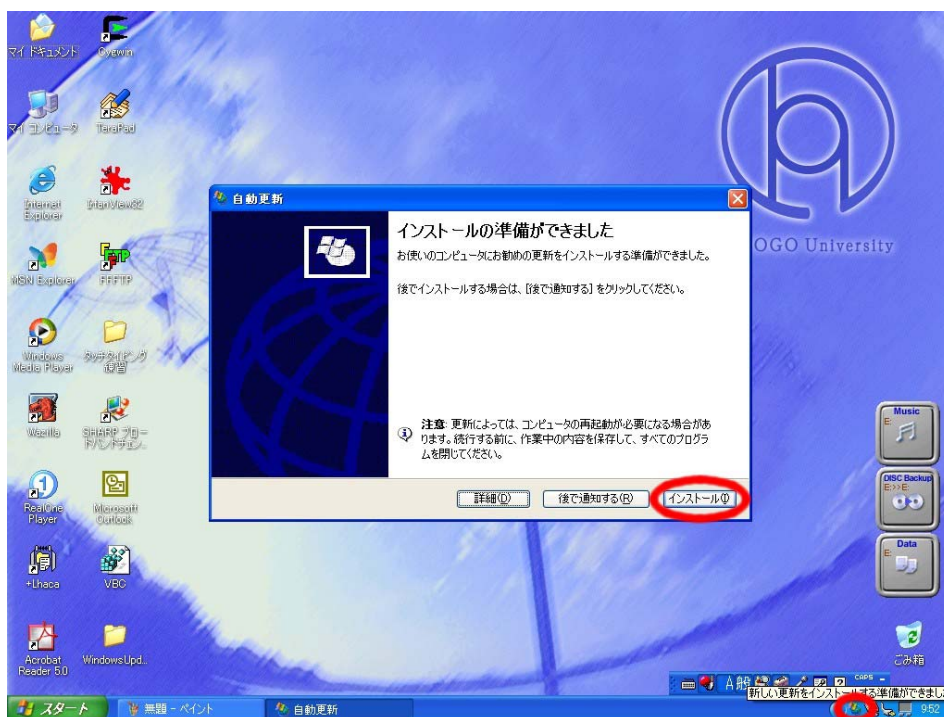 マイ ドキュメント
Cygwin
マイ コンピュータ
TeraPad
Internet
Explorer
IrfanView32
MSN Explorer
FFFTP
Windows
Media Player
タッチタイピング
練習
Wazilla
SHARP ブロー
ドバンドチェン...
RealOne
Player
Microsoft
Outlook
+Lhaca
VBC
Acrobat
Reader 5.0
WindowsUpd...
自動更新
インストールの準備ができました
お使いのコンピュータにお勧めの更新をインストールする準備ができました。
後でインストールする場合は、[後で通知する] をクリックしてください。
注意: 更新によっては、コンピュータの再起動が必要になる場合があ
ります。続行する前に、作業中の内容を保存して、すべてのプログラ
ムを閉じてください。
詳細(D)
後で通知する(R)
インストール(I)
OGO University
Music
E:
DISC Backup
E:>>E:
Data
E:
ごみ箱
A 般
CAPS
新しい更新をインストールする準備ができまし
スタート
無題 - ペイント
自動更新
9:52